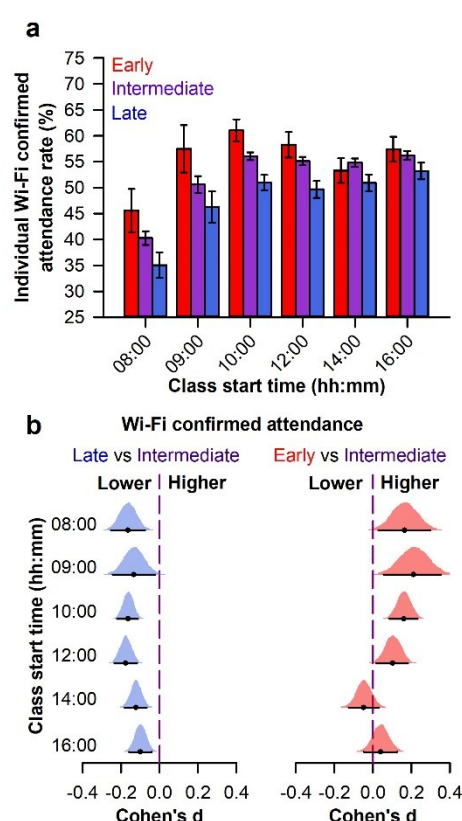 a
75
70
65
60
55
50
45
40
35
30
25
Individual Wi-Fi confirmed
attendance rate (%)
Early
Intermediate
Late
08:00
09:00
10:00
12:00
14:00
16:00
Class start time (hh:mm)
b
Wi-Fi confirmed attendance
Late vs Intermediate
Early vs Intermediate
Lower Higher
Lower Higher
Class start time (hh:mm)
08:00
09:00
10:00
12:00
14:00
16:00
-0.4 -0.2 0.0 0.2 0.4
-0.4 -0.2 0.0 0.2 0.4
Cohen's d
Cohen's d